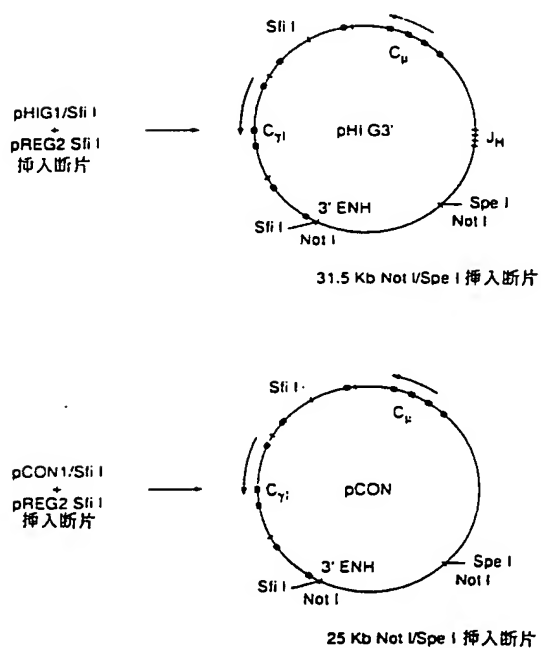 Sfi I
Cμ
pHIG1/Sfi I
+
pREG2 Sfi I
插入断片
CγI
pHI G3'
JH
3' ENH
Spe I
Sfi I
Not I
Not I
31.5 Kb Not I/Spe I 插入断片
Sfi I
Cμ
pCON1/Sfi I
+
pREG2 Sfi I
插入断片
Cγi
pCON
3' ENH
Spe I
Sfi I
Not I
Not I
25 Kb Not I/Spe I 插入断片